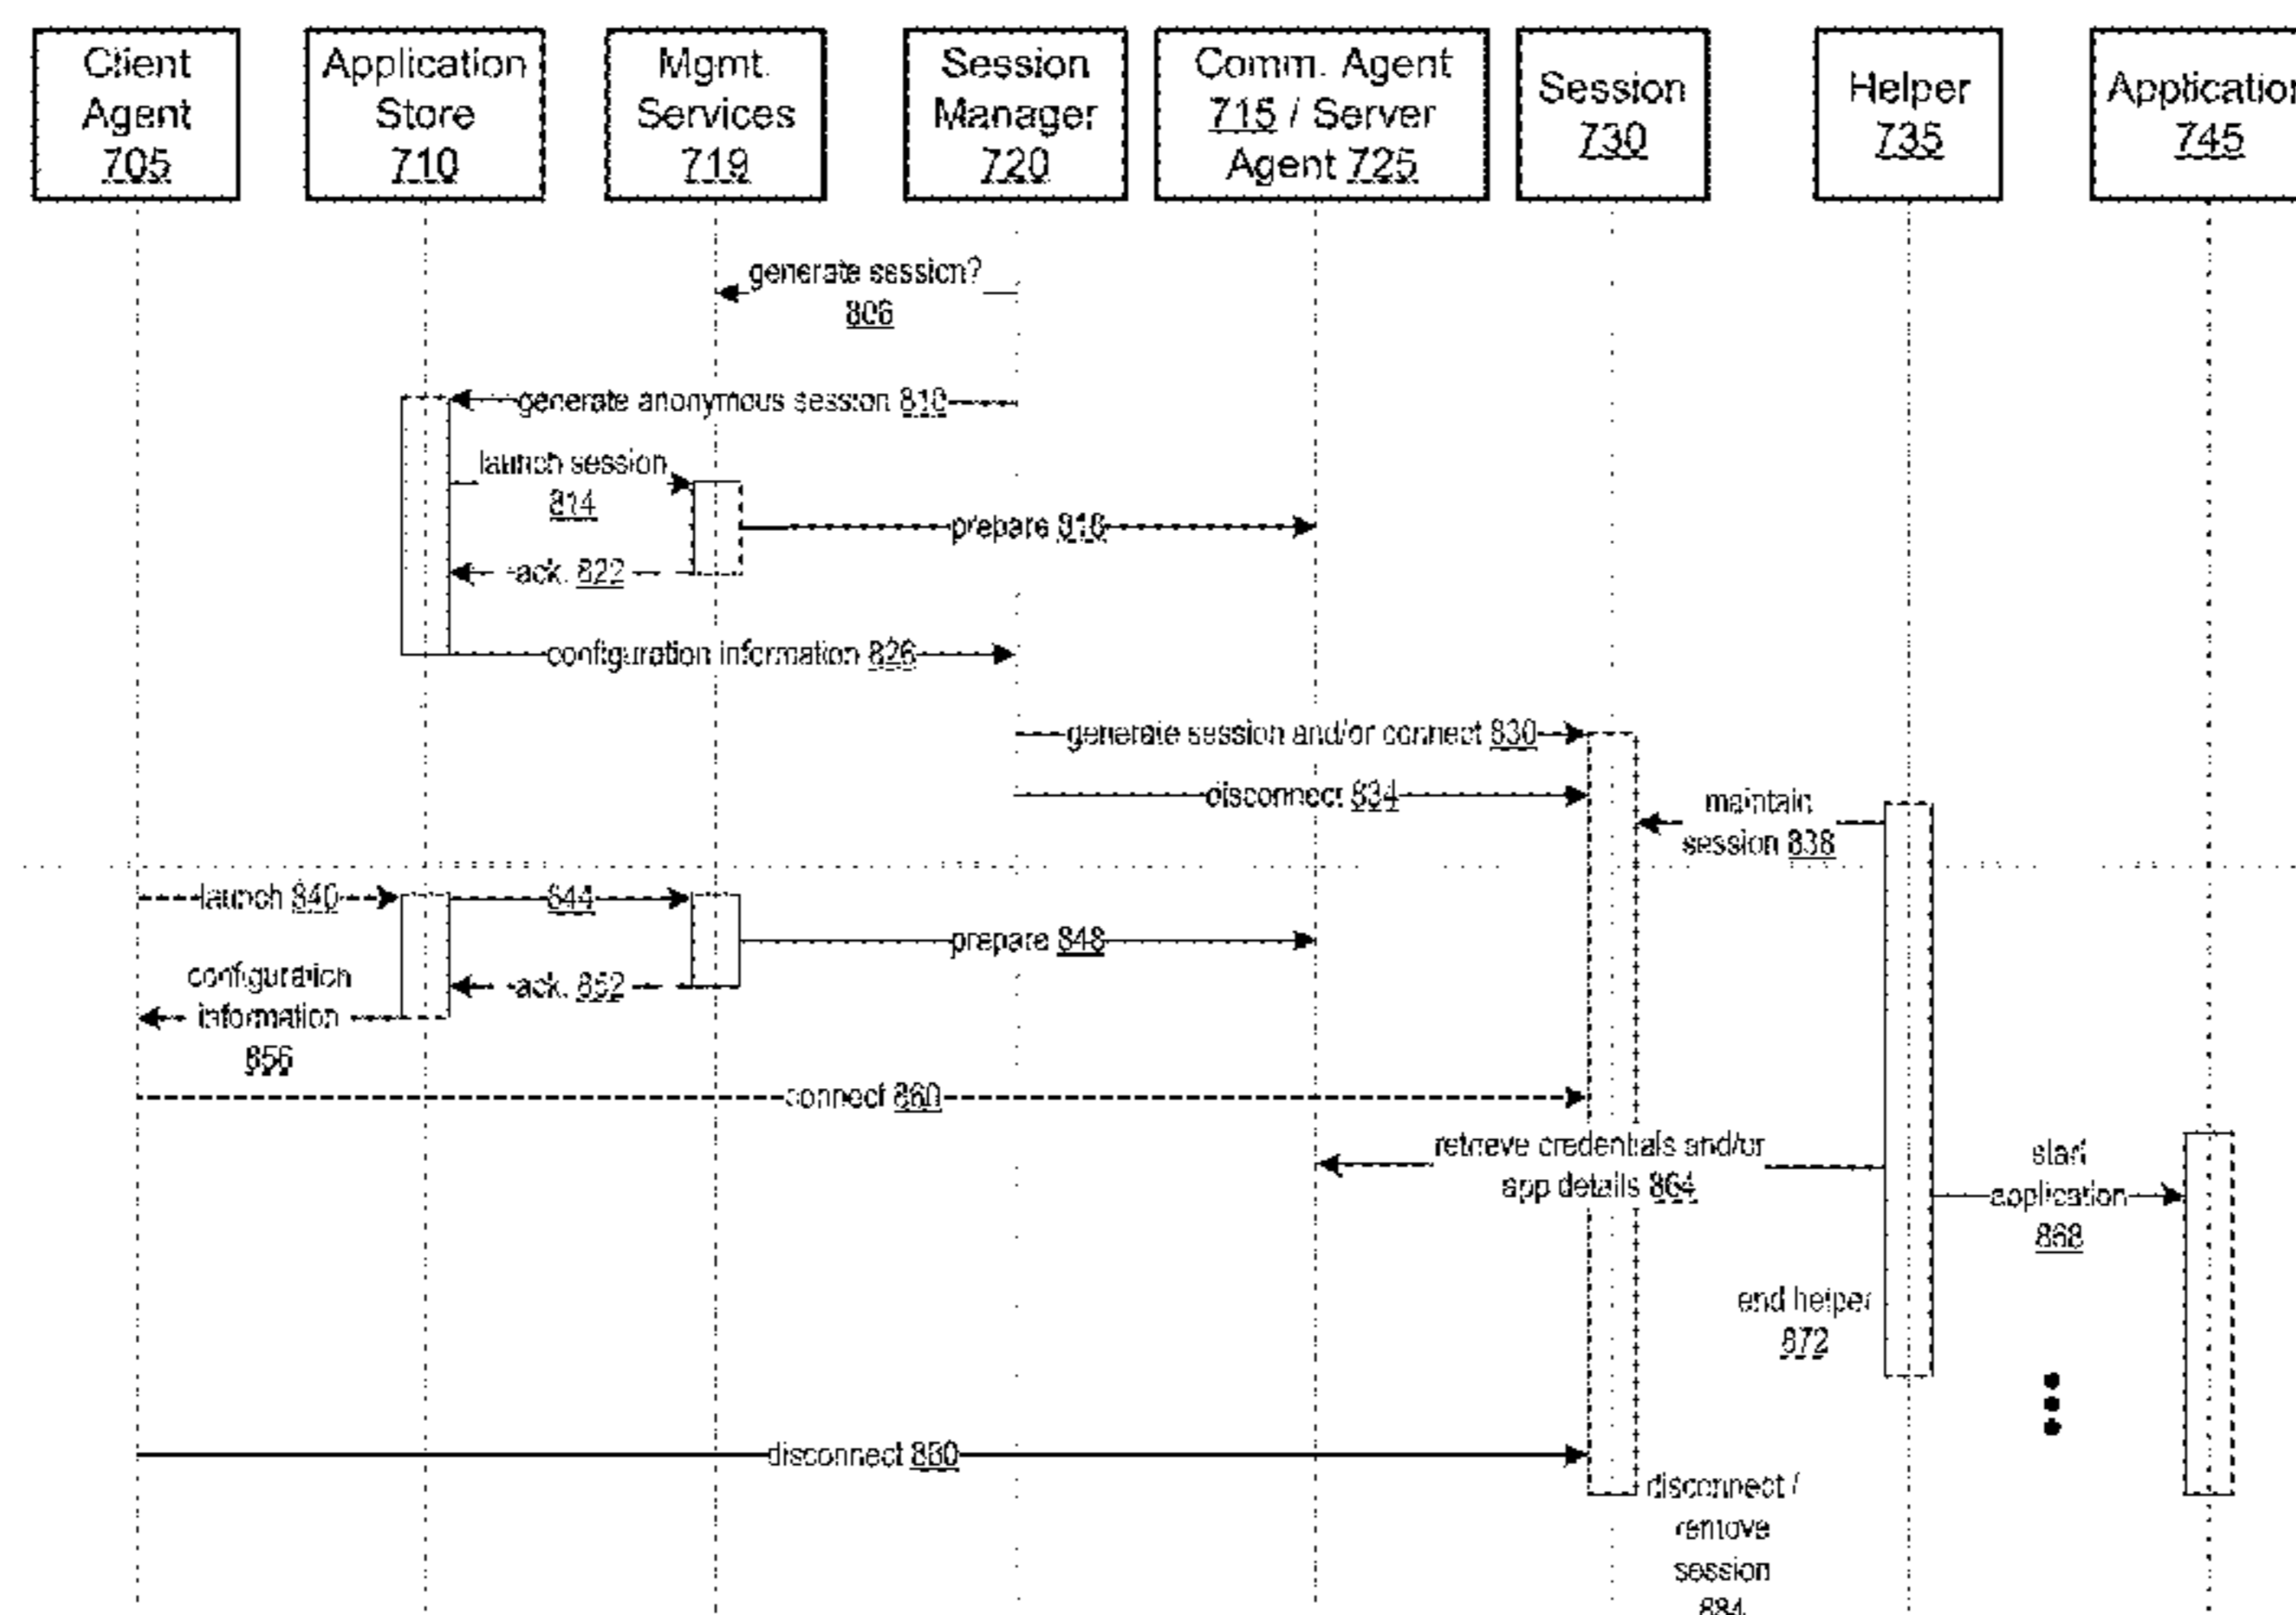 Client
Agent
705
Application
Store
710
Mgmt.
Services
719
Session
Manager
720
Comm. Agent
715 / Server
Agent 725
Session
730
Helper
735
Application
745
generate session?
806
generate anonymous session 810
launch session
814
prepare 818
ack. 822
configuration information 826
generate session and/or connect 830
disconnect 834
maintain
session 838
launch 840
844
prepare 848
ack. 852
configuration
information
856
connect 860
retrieve credentials and/or
app details 864
start
application
868
end helper
872
disconnect 880
disconnect /
remove
session
884